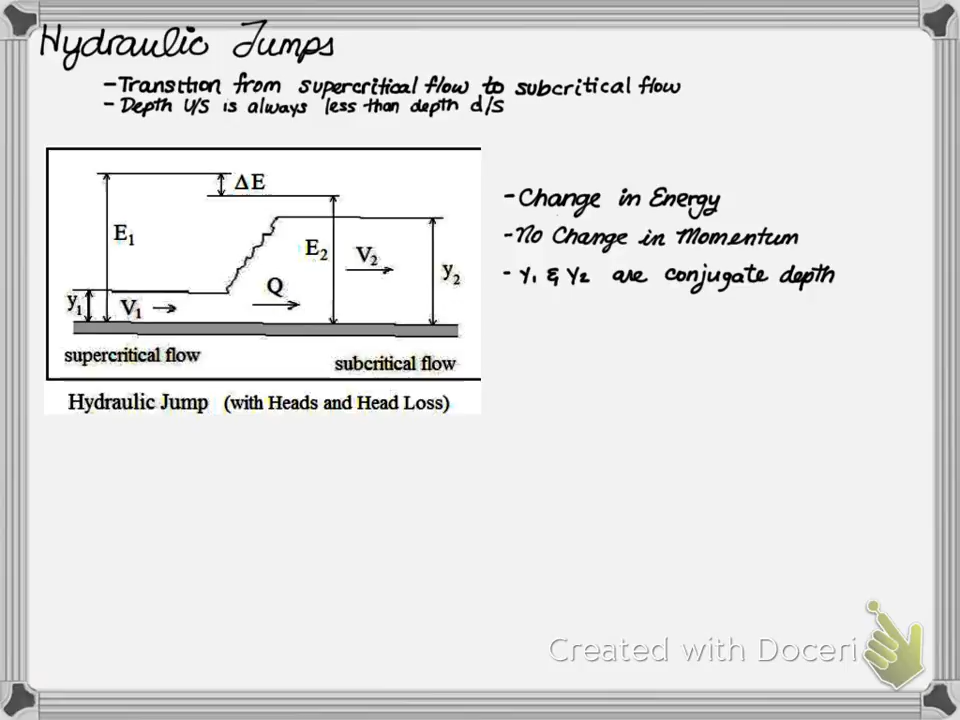 Hydraulic Jumps
- Transition from supercritical flow to subcritical flow
- Depth U/S is always less than depth d/s
ΔE
E1
E2
V2
y2
Q
y1
V1
supercritical flow
subcritical flow
Hydraulic Jump (with Heads and Head Loss)
- Change in Energy
- No Change in Momentum
- Y1 & Y2 are conjugate depth
Created with Doceri